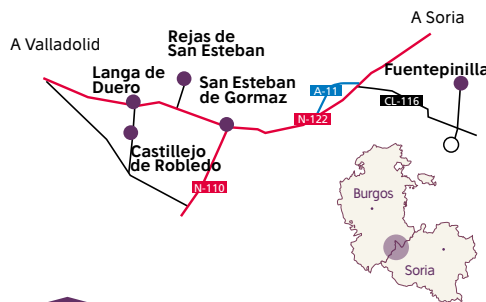 A Soria
A Valladolid
Rejas de
San Esteban
Langa de
Duero
San Esteban
de Gormaz
Fuentepinilla
A-11
CL-116
N-122
Castillejo
de Robledo
N-110
Burgos
Soria